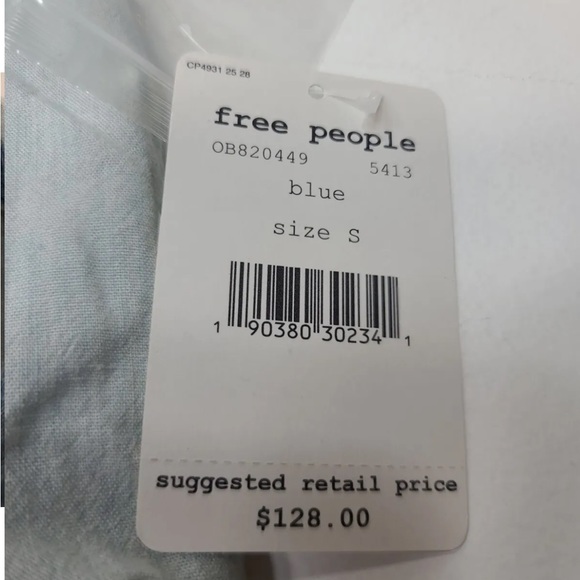 CP4931 25 28
free people
OB820449 5413
blue
size S
1 90380 30234 1
suggested retail price
$128.00